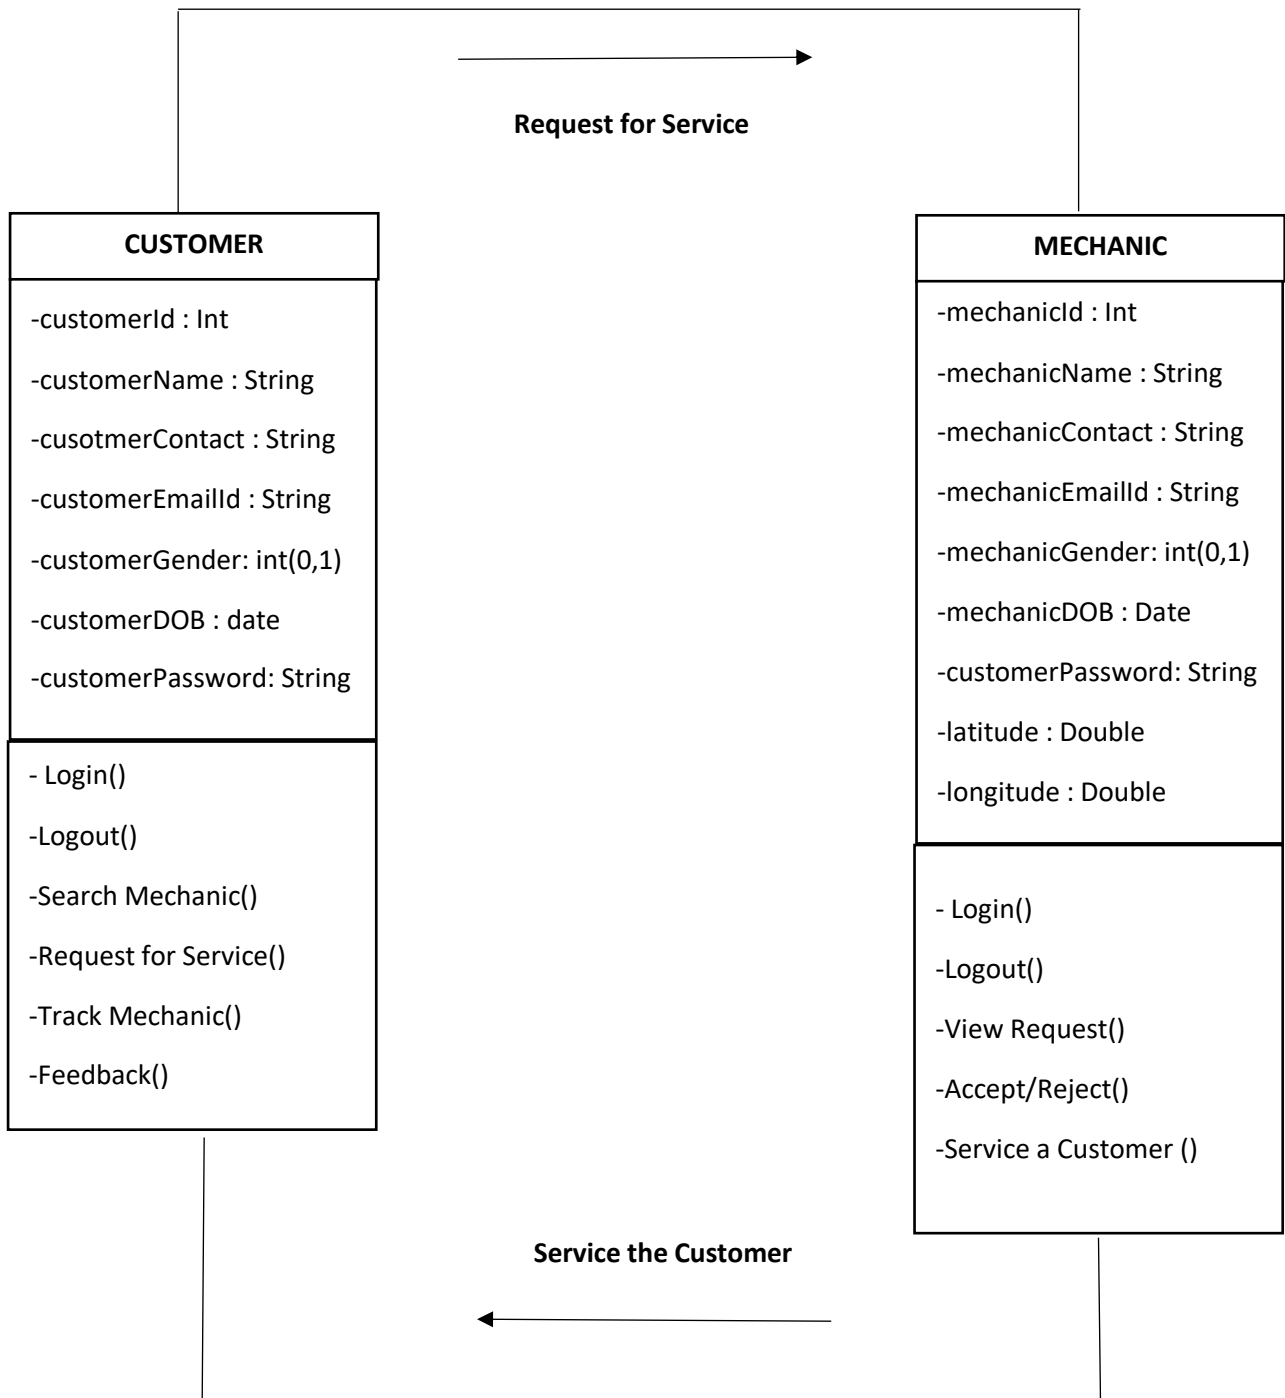 Request for Service
CUSTOMER
-customerId : Int
-customerName : String
-cusotmerContact : String
-customerEmailId : String
-customerGender: int(0,1)
-customerDOB : date
-customerPassword: String
- Login()
-Logout()
-Search Mechanic()
-Request for Service()
-Track Mechanic()
-Feedback()
MECHANIC
-mechanicId : Int
-mechanicName : String
-mechanicContact : String
-mechanicEmailId : String
-mechanicGender: int(0,1)
-mechanicDOB : Date
-customerPassword: String
-latitude : Double
-longitude : Double
- Login()
-Logout()
-View Request()
-Accept/Reject()
-Service a Customer ()
Service the Customer